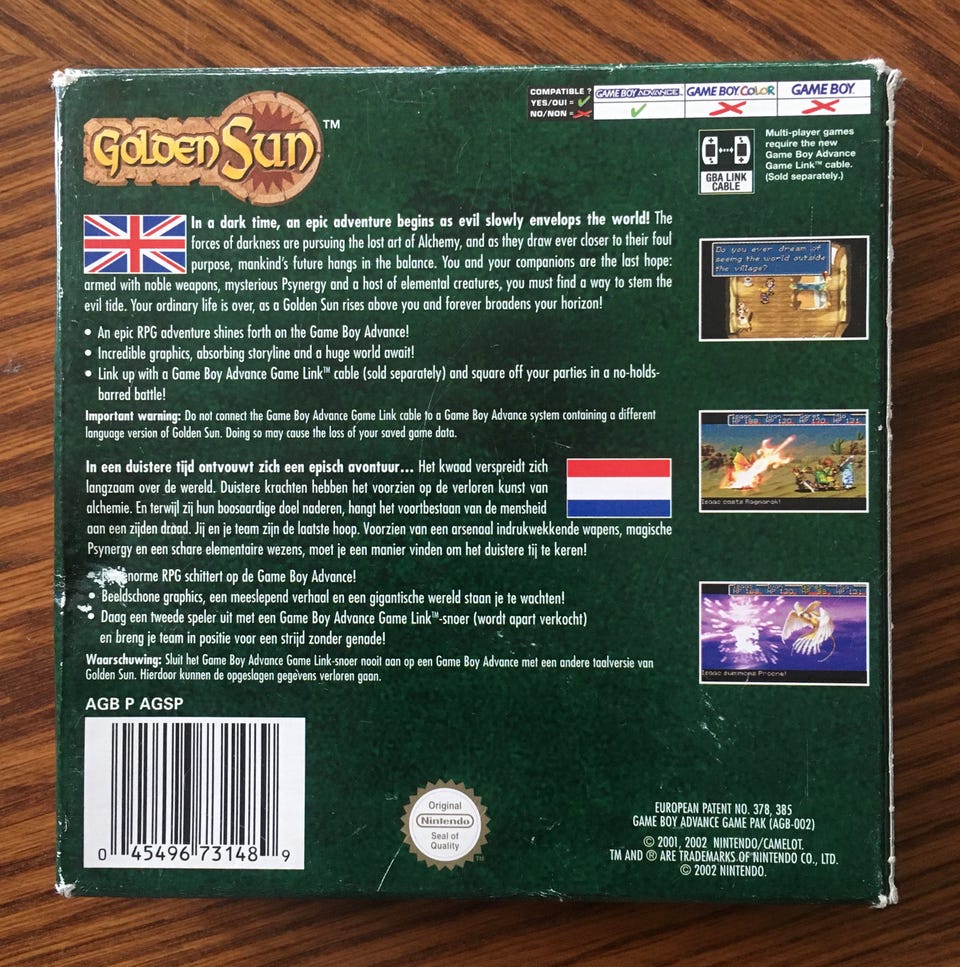 Golden Sun™
COMPATIBLE ?
YES/OUI =
NO/NON =
GAME BOY ADVANCE
GAME BOY COLOR
GAME BOY
GBA LINK
CABLE
Multi-player games
require the new
Game Boy Advance
Game Link™ cable.
(Sold separately.)
In a dark time, an epic adventure begins as evil slowly envelops the world! The
forces of darkness are pursuing the lost art of Alchemy, and as they draw ever closer to their foul
purpose, mankind's future hangs in the balance. You and your companions are the last hope:
armed with noble weapons, mysterious Psynergy and a host of elemental creatures, you must find a way to stem the
evil tide. Your ordinary life is over, as a Golden Sun rises above you and forever broadens your horizon!
• An epic RPG adventure shines forth on the Game Boy Advance!
• Incredible graphics, absorbing storyline and a huge world await!
• Link up with a Game Boy Advance Game Link™ cable (sold separately) and square off your parties in a no-holds-
barred battle!
Important warning: Do not connect the Game Boy Advance Game Link cable to a Game Boy Advance system containing a different
language version of Golden Sun. Doing so may cause the loss of your saved game data.
Do you ever dream of
seeing the world outside
the village?
In een duistere tijd ontvouwt zich een episch avontuur... Het kwaad verspreidt zich
langzaam over de wereld. Duistere krachten hebben het voorzien op de verloren kunst van
alchemie. En terwijl zij hun boosaardige doel naderen, hangt het voortbestaan van de mensheid
aan een zijden draad. Jij en je team zijn de laatste hoop. Voorzien van een arsenaal indrukwekkende wapens, magische
Psynergy en een schare elementaire wezens, moet je een manier vinden om het duistere tij te keren!
enorme RPG schittert op de Game Boy Advance!
• Beeldschone graphics, een meeslepend verhaal en een gigantische wereld staan je te wachten!
• Daag een tweede speler uit met een Game Boy Advance Game Link™-snoer (wordt apart verkocht)
en breng je team in positie voor een strijd zonder genade!
Waarschuwing: Sluit het Game Boy Advance Game Link-snoer nooit aan op een Game Boy Advance met een andere taalversie van
Golden Sun. Hierdoor kunnen de opgeslagen gegevens verloren gaan.
Isaac casts Ragnarok!
Isaac summons Procne!
AGB P AGSP
0 45496 73148 9
Original
Nintendo
Seal of
Quality
TM
EUROPEAN PATENT NO. 378, 385
GAME BOY ADVANCE GAME PAK (AGB-002)
© 2001, 2002 NINTENDO/CAMELOT.
TM AND ® ARE TRADEMARKS OF NINTENDO CO., LTD.
© 2002 NINTENDO.